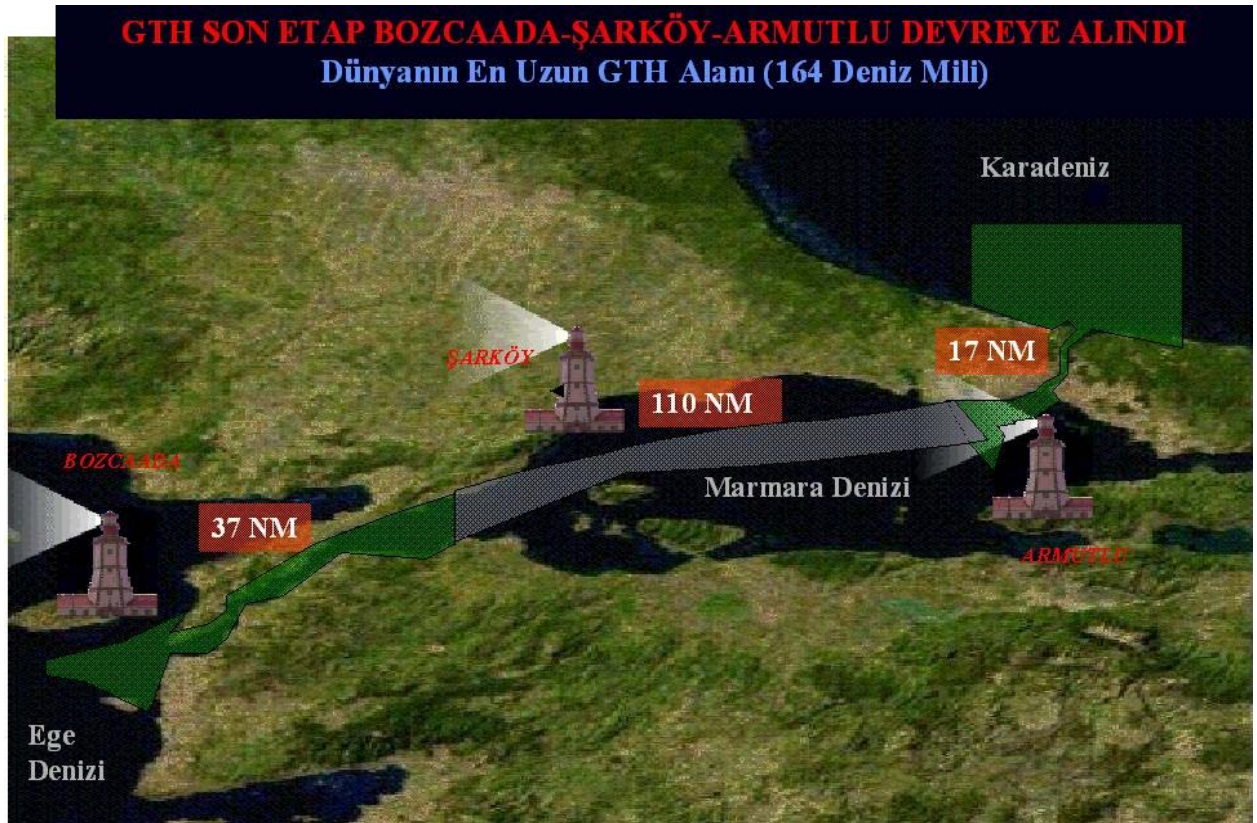 GTH SON ETAP BOZCAADA-ŞARKÖY-ARMUTLU DEVREYE ALINDI
Dünyanın En Uzun GTH Alanı (164 Deniz Mili)
Karadeniz
17 NM
ŞARKÖY
110 NM
BOZCAADA
Marmara Denizi
37 NM
ARMUTLU
Ege
Denizi